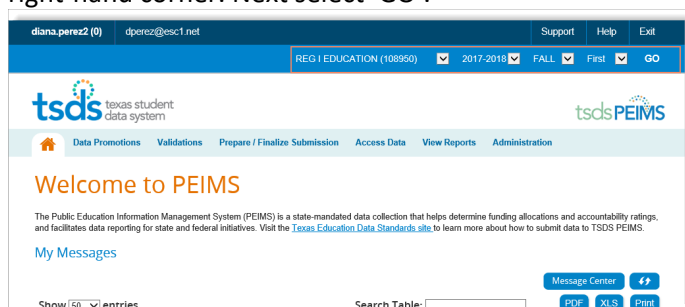 right-hand corner. Next select "GO".
diana.perez2 (0) dperez@esc1.net Support Help Exit
REG I EDUCATION (108950) 2017-2018 FALL First GO
tsds texas student data system
tsds PEIMS
Data Promotions Validations Prepare / Finalize Submission Access Data View Reports Administration
Welcome to PEIMS
The Public Education Information Management System (PEIMS) is a state-mandated data collection that helps determine funding allocations and accountability ratings,
and facilitates data reporting for state and federal initiatives. Visit the Texas Education Data Standards site to learn more about how to submit data to TSDS PEIMS.
My Messages
Message Center
Show 50 entries Search Table: PDF XLS Print